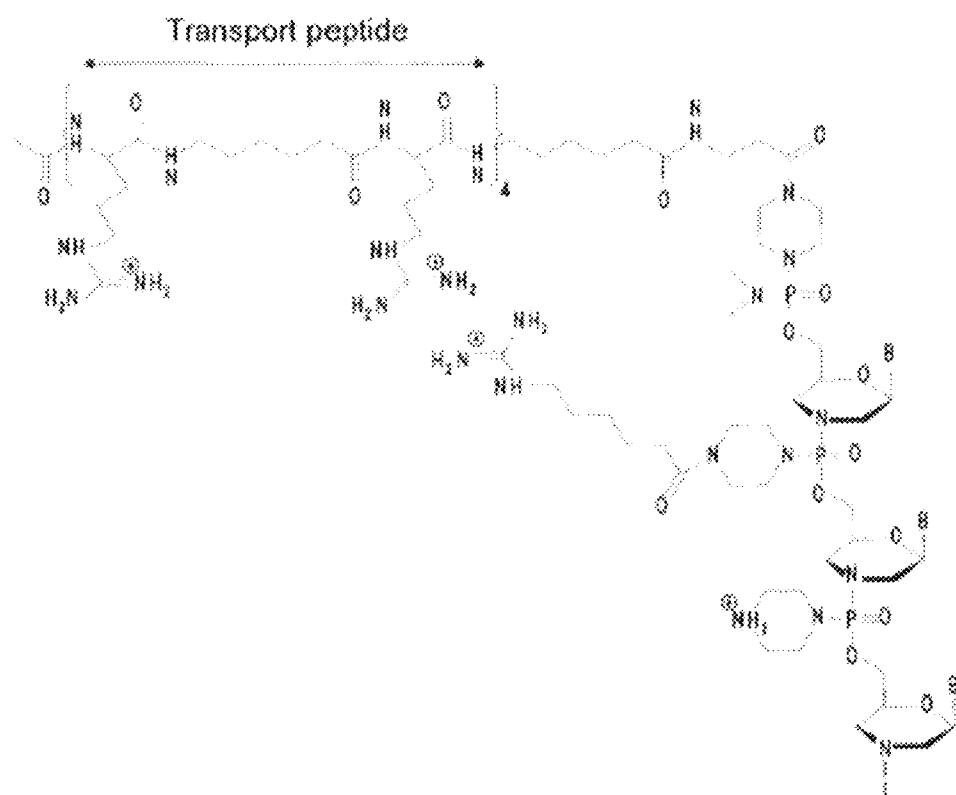 Transport peptide
O O N H N H O
N H N H N H
O N H O 4 O N
NH NH N
⊕NH₂ ⊕NH₂
H₂N H₂N N P=O
NH₂ O
H₂N⊕ B
NH O
N
N N P O
O O B
O
N
⊕NH₂ N P=O
O B
O
N